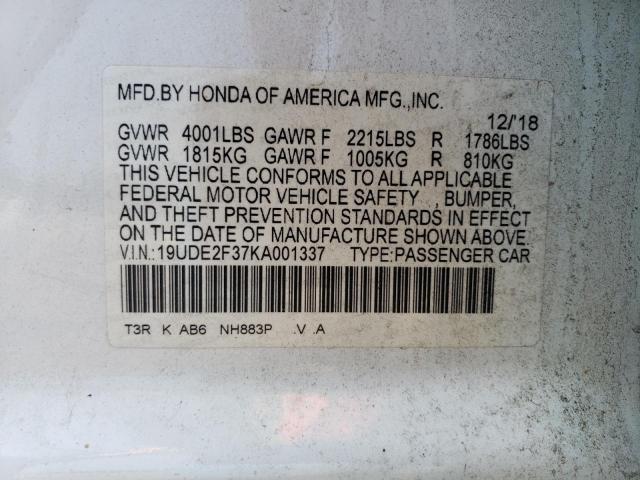 MFD.BY HONDA OF AMERICA MFG.,INC.
12/'18
GVWR 4001LBS GAWR F 2215LBS R 1786LBS
GVWR 1815KG GAWR F 1005KG R 810KG
THIS VEHICLE CONFORMS TO ALL APPLICABLE
FEDERAL MOTOR VEHICLE SAFETY , BUMPER,
AND THEFT PREVENTION STANDARDS IN EFFECT
ON THE DATE OF MANUFACTURE SHOWN ABOVE.
V.I.N.:19UDE2F37KA001337 TYPE:PASSENGER CAR
T3R K AB6 NH883P .V .A